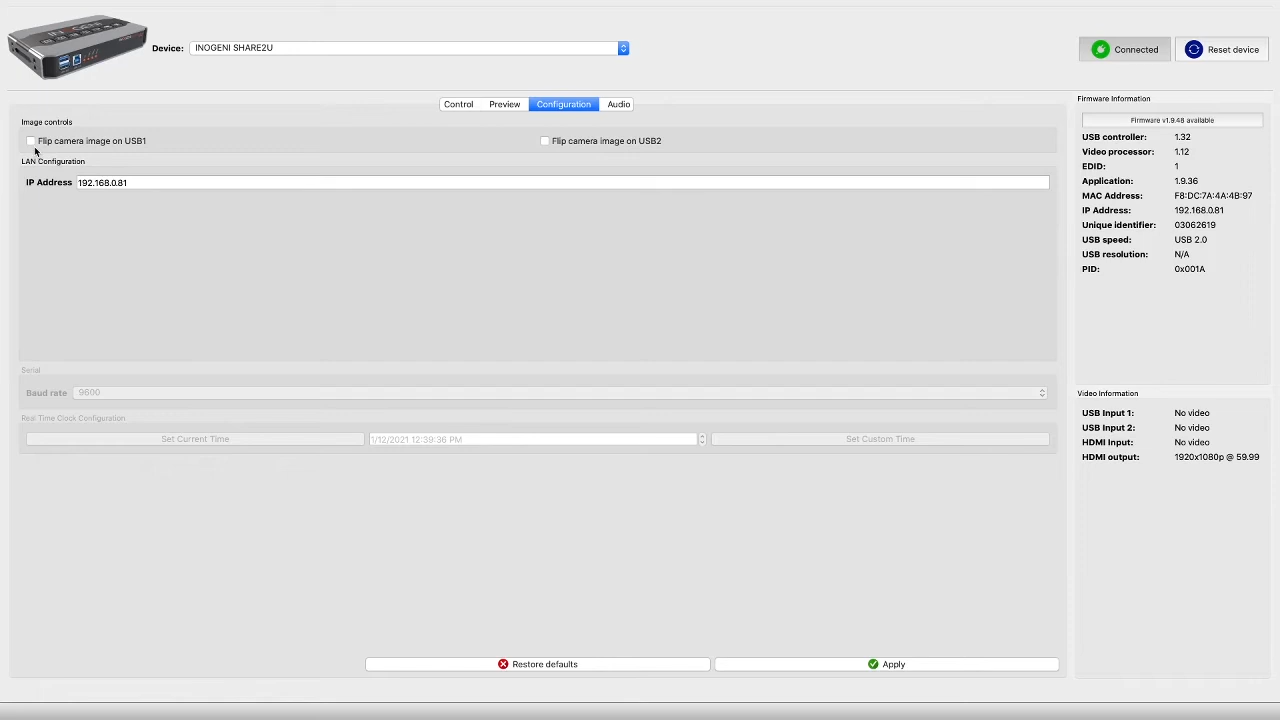 Device: INOGENI SHARE2U
Connected
Reset device
Control Preview Configuration Audio
Image controls
Flip camera image on USB1 Flip camera image on USB2
LAN Configuration
IP Address 192.168.0.81
Serial
Baud rate 9600
Real Time Clock Configuration
Set Current Time 1/12/2021 12:39:36 PM Set Custom Time
Restore defaults Apply
Firmware Information
Firmware v1.9.48 available
USB controller: 1.32
Video processor: 1.12
EDID: 1
Application: 1.9.36
MAC Address: F8:DC:7A:4A:4B:97
IP Address: 192.168.0.81
Unique identifier: 03062619
USB speed: USB 2.0
USB resolution: N/A
PID: 0x001A
Video Information
USB Input 1: No video
USB Input 2: No video
HDMI Input: No video
HDMI output: 1920x1080p @ 59.99